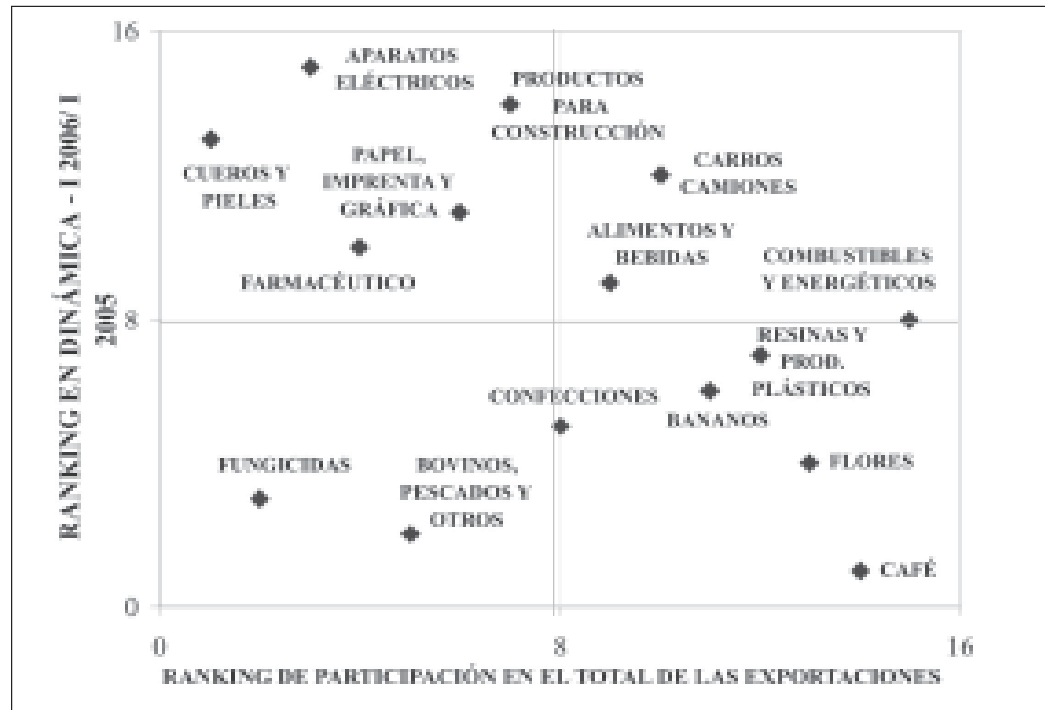 16
APARATOS
ELÉCTRICOS
PRODUCTOS
PARA
CONSTRUCCIÓN
CUEROS Y
PIELES
PAPEL,
IMPRENTA Y
GRÁFICA
CARROS
CAMIONES
FARMACÉUTICO
ALIMENTOS Y
BEBIDAS
COMBUSTIBLES
Y ENERGÉTICOS
RANKING EN DINÁMICA - I 2006/ I
2005
8
RESINAS Y
PROD.
PLÁSTICOS
CONFECCIONES
BANANOS
FUNGICIDAS
BOVINOS,
PESCADOS Y
OTROS
FLORES
CAFÉ
0
0
8
16
RANKING DE PARTICIPACIÓN EN EL TOTAL DE LAS EXPORTACIONES